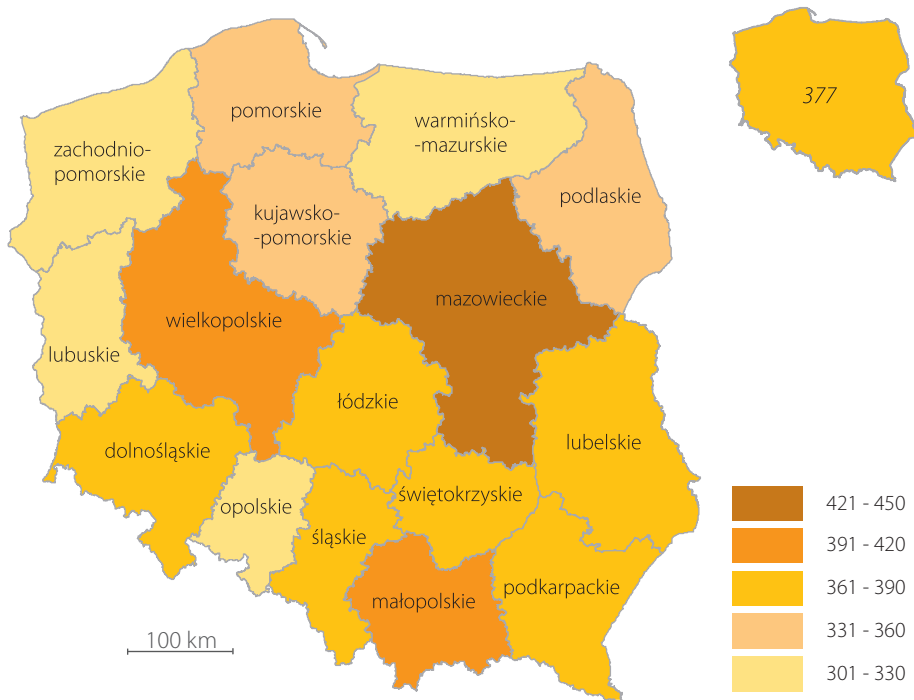 377
pomorskie
warmińsko-
-mazurskie
zachodnio-
pomorskie
podlaskie
kujawsko-
-pomorskie
mazowieckie
wielkopolskie
lubuskie
łódzkie
lubelskie
dolnośląskie
świętokrzyskie
opolskie
śląskie
podkarpackie
małopolskie
100 km
421 - 450
391 - 420
361 - 390
331 - 360
301 - 330